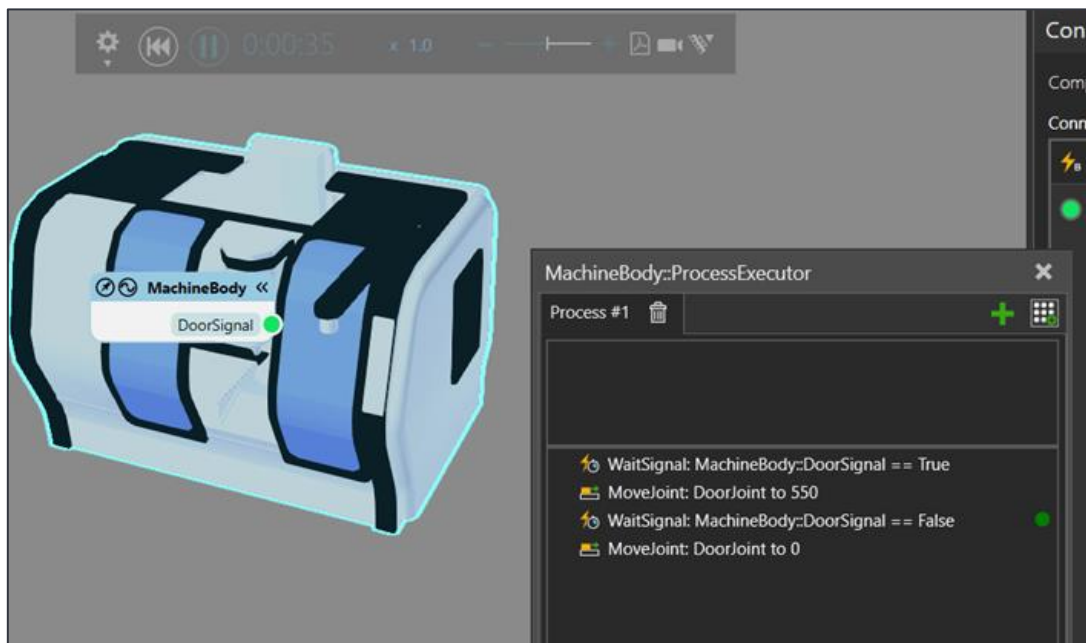 0:00:35 x 1.0
Con
Comp
Conn
MachineBody
DoorSignal
MachineBody::ProcessExecutor
Process #1
WaitSignal: MachineBody::DoorSignal == True
MoveJoint: DoorJoint to 550
WaitSignal: MachineBody::DoorSignal == False
MoveJoint: DoorJoint to 0